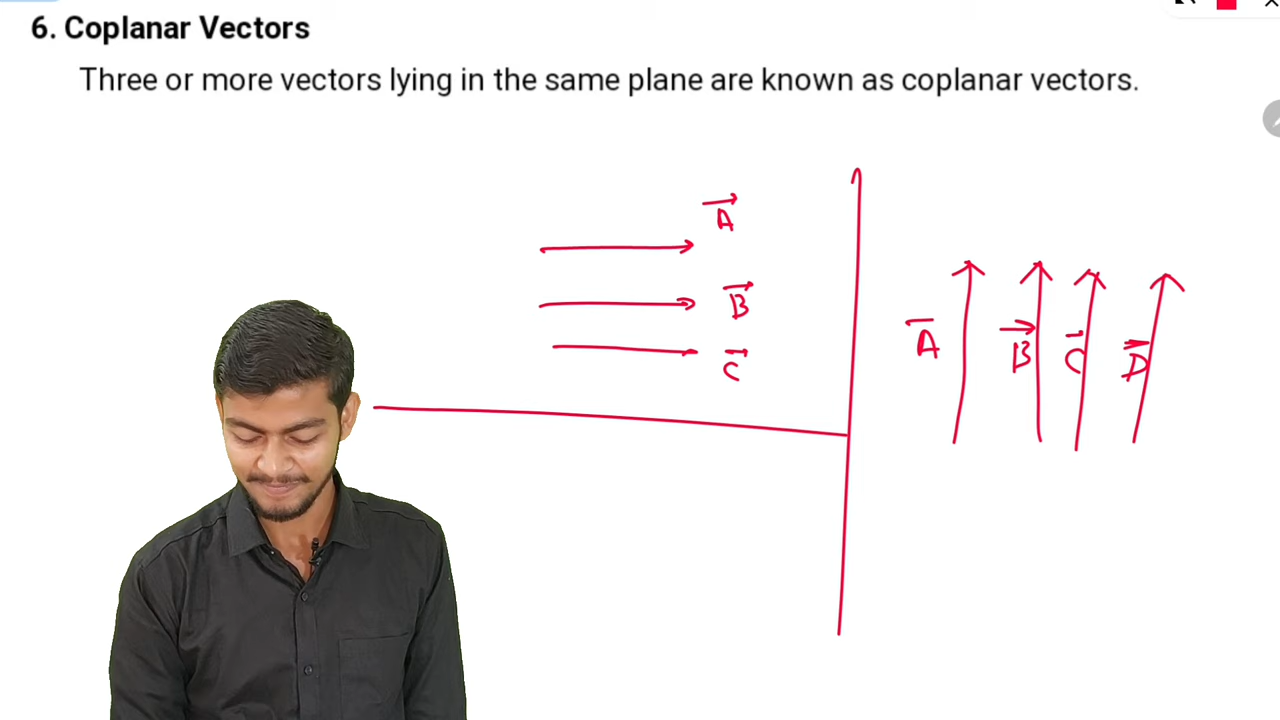 6. Coplanar Vectors
Three or more vectors lying in the same plane are known as coplanar vectors.
A
B
C
A B C D